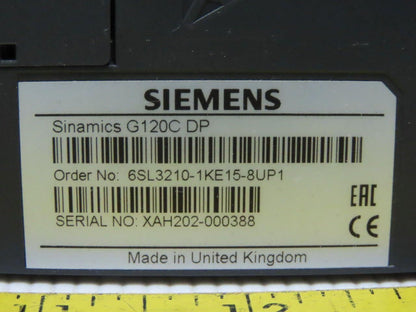 SIEMENS
Sinamics G120C DP
Order No: 6SL3210-1KE15-8UP1
EAC
CE
SERIAL NO: XAH202-000388
Made in United Kingdom
1 2